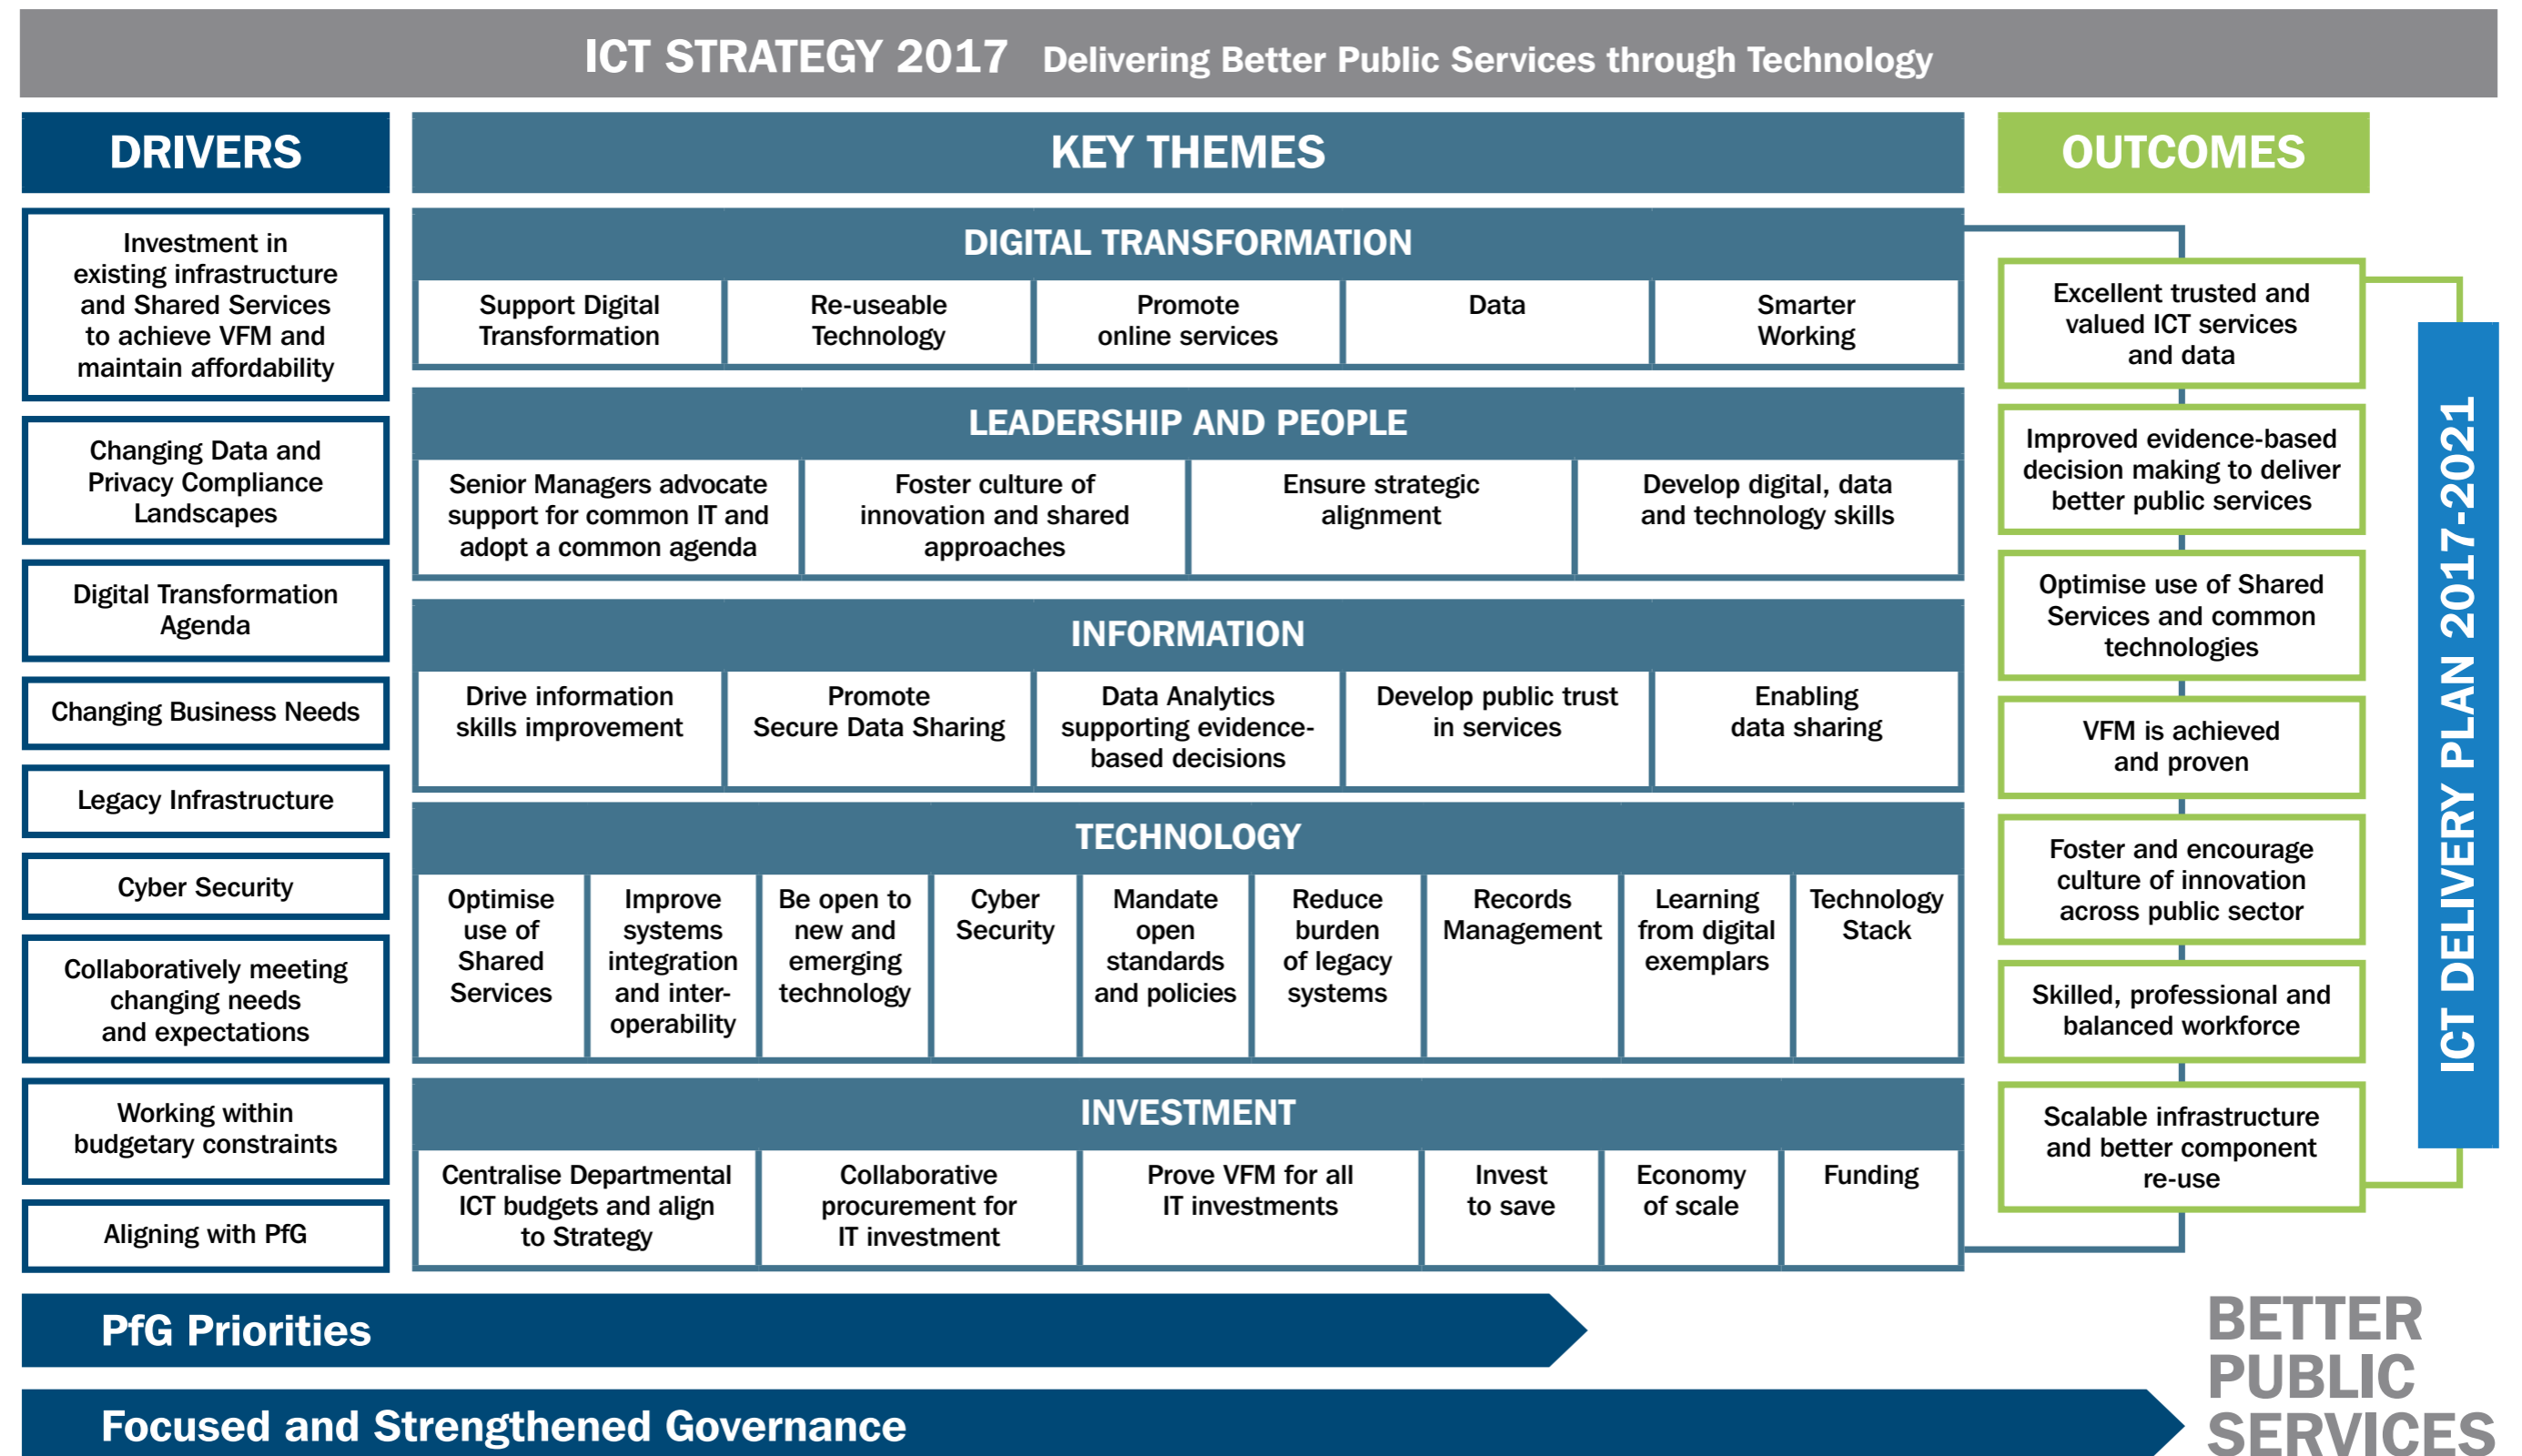 ICT STRATEGY 2017 Delivering Better Public Services through Technology
DRIVERS
Investment in
existing infrastructure
and Shared Services
to achieve VFM and
maintain affordability
Changing Data and
Privacy Compliance
Landscapes
Digital Transformation
Agenda
Changing Business Needs
Legacy Infrastructure
Cyber Security
Collaboratively meeting
changing needs
and expectations
Working within
budgetary constraints
Aligning with PfG
KEY THEMES
DIGITAL TRANSFORMATION
Support Digital
Transformation
Re-useable
Technology
Promote
online services
Data
Smarter
Working
LEADERSHIP AND PEOPLE
Senior Managers advocate
support for common IT and
adopt a common agenda
Foster culture of
innovation and shared
approaches
Ensure strategic
alignment
Develop digital, data
and technology skills
INFORMATION
Drive information
skills improvement
Promote
Secure Data Sharing
Data Analytics
supporting evidence-
based decisions
Develop public trust
in services
Enabling
data sharing
TECHNOLOGY
Optimise
use of
Shared
Services
Improve
systems
integration
and inter-
operability
Be open to
new and
emerging
technology
Cyber
Security
Mandate
open
standards
and policies
Reduce
burden
of legacy
systems
Records
Management
Learning
from digital
exemplars
Technology
Stack
INVESTMENT
Centralise Departmental
ICT budgets and align
to Strategy
Collaborative
procurement for
IT investment
Prove VFM for all
IT investments
Invest
to save
Economy
of scale
Funding
OUTCOMES
Excellent trusted and
valued ICT services
and data
Improved evidence-based
decision making to deliver
better public services
Optimise use of Shared
Services and common
technologies
VFM is achieved
and proven
Foster and encourage
culture of innovation
across public sector
Skilled, professional and
balanced workforce
Scalable infrastructure
and better component
re-use
ICT DELIVERY PLAN 2017-2021
PfG Priorities
Focused and Strengthened Governance
BETTER
PUBLIC
SERVICES